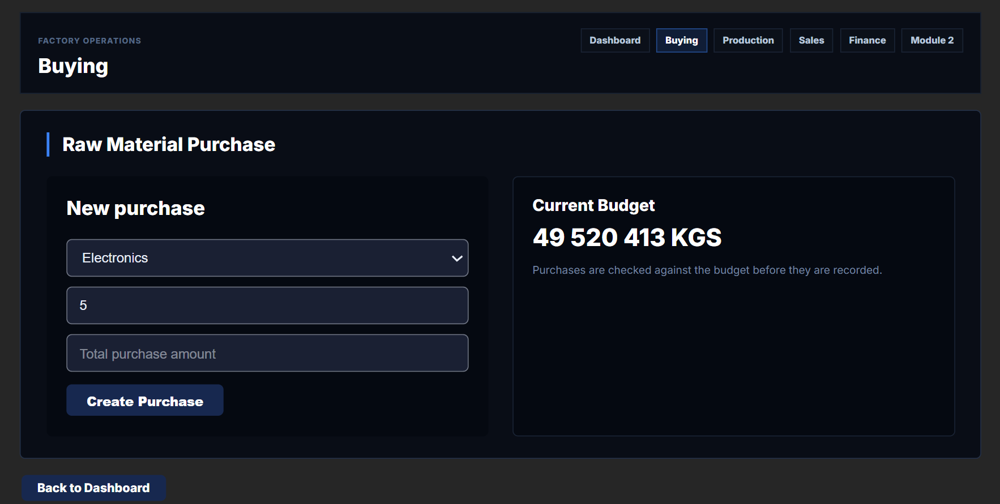 FACTORY OPERATIONS
Buying
Dashboard
Buying
Production
Sales
Finance
Module 2
Raw Material Purchase
New purchase
Electronics
5
Total purchase amount
Create Purchase
Current Budget
49 520 413 KGS
Purchases are checked against the budget before they are recorded.
Back to Dashboard